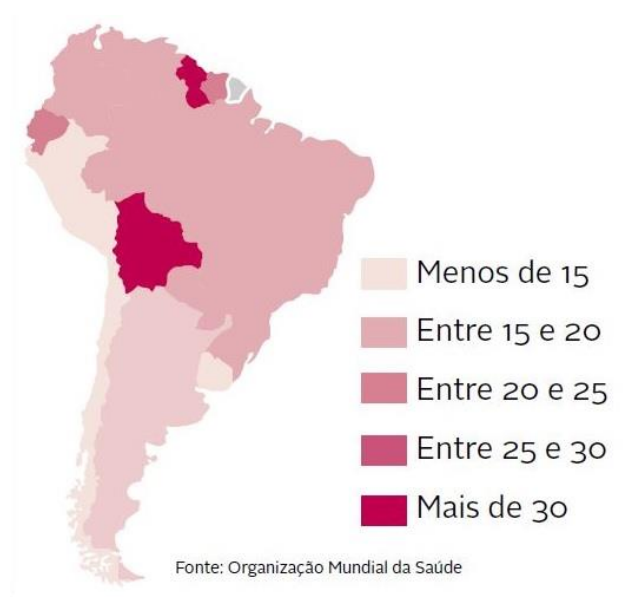 Menos de 15
Entre 15 e 20
Entre 20 e 25
Entre 25 e 30
Mais de 30
Fonte: Organização Mundial da Saúde